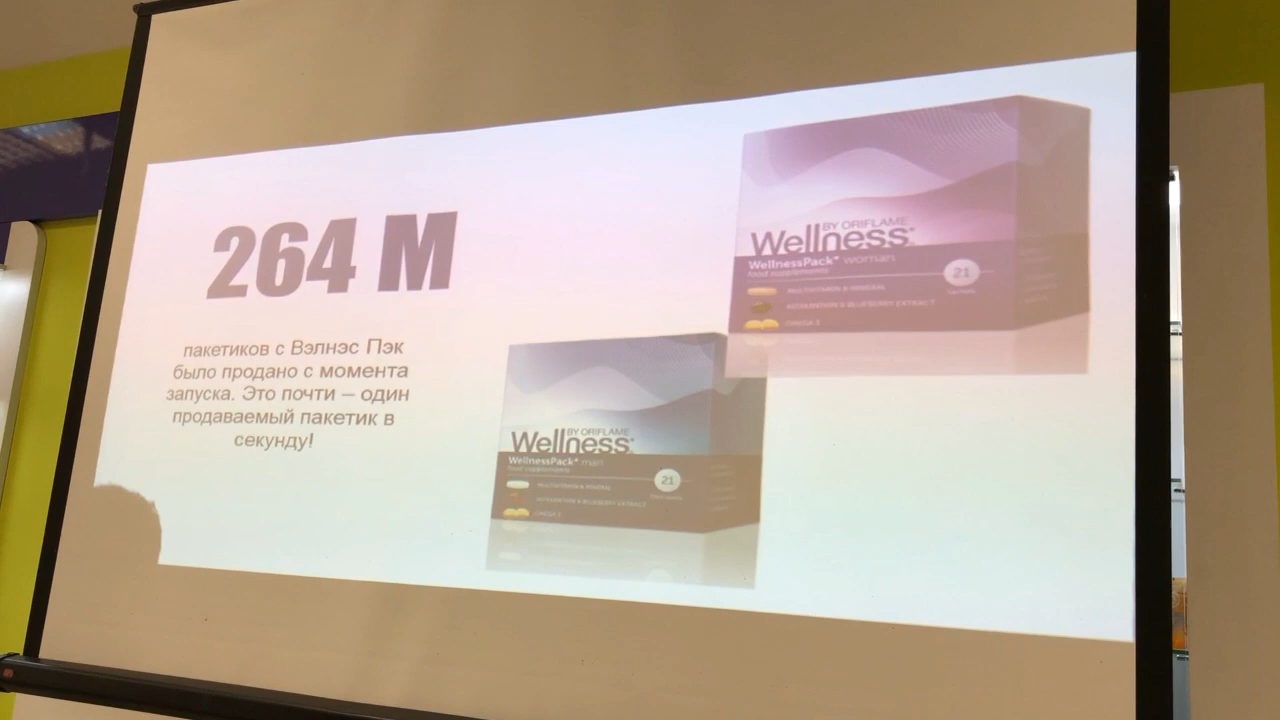 264 M
пакетиков с Вэлнэс Пэк
было продано с момента
запуска. Это почти – один
продаваемый пакетик в
секунду!
BY ORIFLAME
Wellness
WellnessPack* woman
food supplements
21
MULTIVITAMIN & MINERAL
ASTAXANTHIN & BLUEBERRY EXTRACT
OMEGA 3
BY ORIFLAME
Wellness
WellnessPack* man
food supplements
21
MULTIVITAMIN & MINERAL
ASTAXANTHIN & BLUEBERRY EXTRACT
OMEGA 3